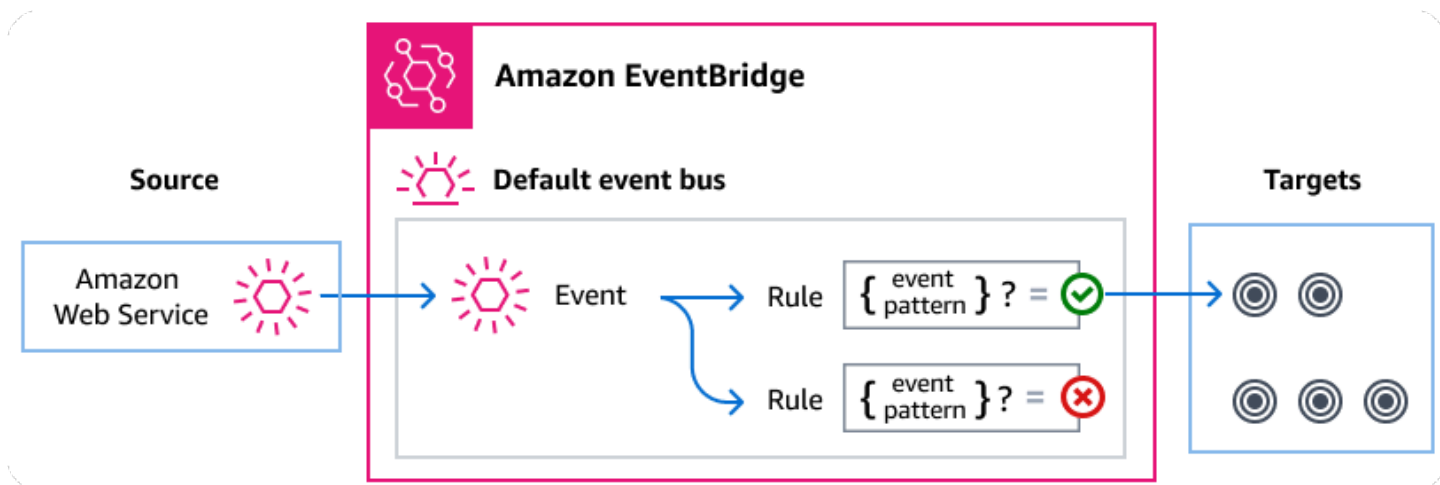 Amazon EventBridge
Source
Default event bus
Targets
Amazon
Web Service
Event
Rule
{ event
pattern } ? =
Rule
{ event
pattern } ? =